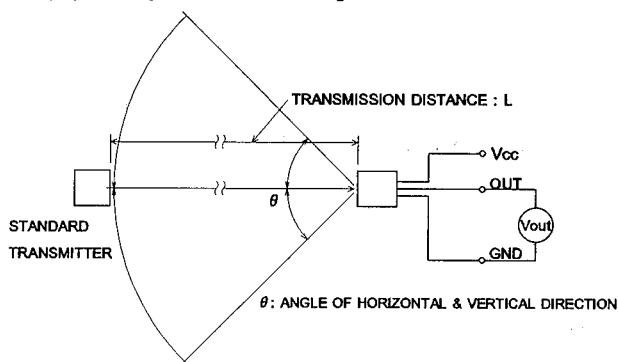 TRANSMISSION DISTANCE : L
Vcc
OUT
θ
Vout
STANDARD
TRANSMITTER
GND
θ : ANGLE OF HORIZONTAL & VERTICAL DIRECTION